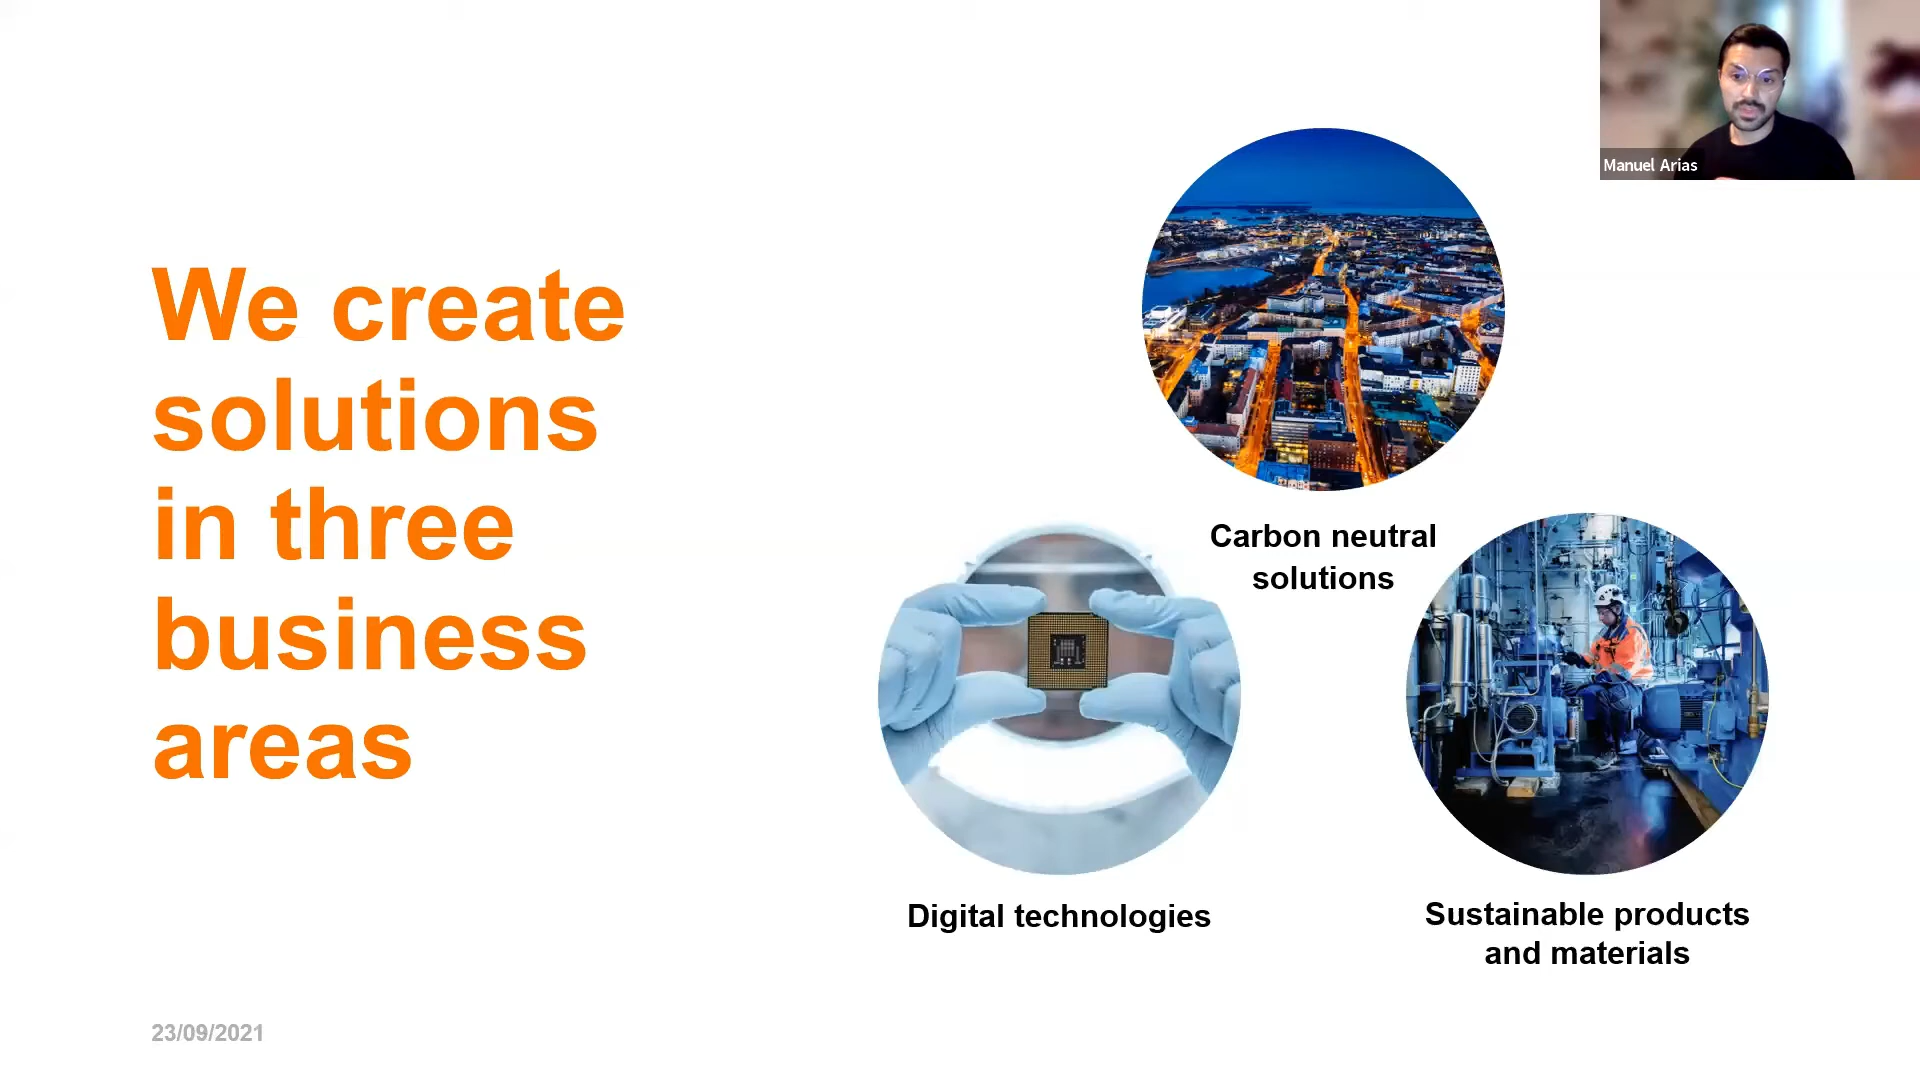 Manuel Arias
We create
solutions
in three
business
areas
Carbon neutral
solutions
Digital technologies
Sustainable products
and materials
23/09/2021